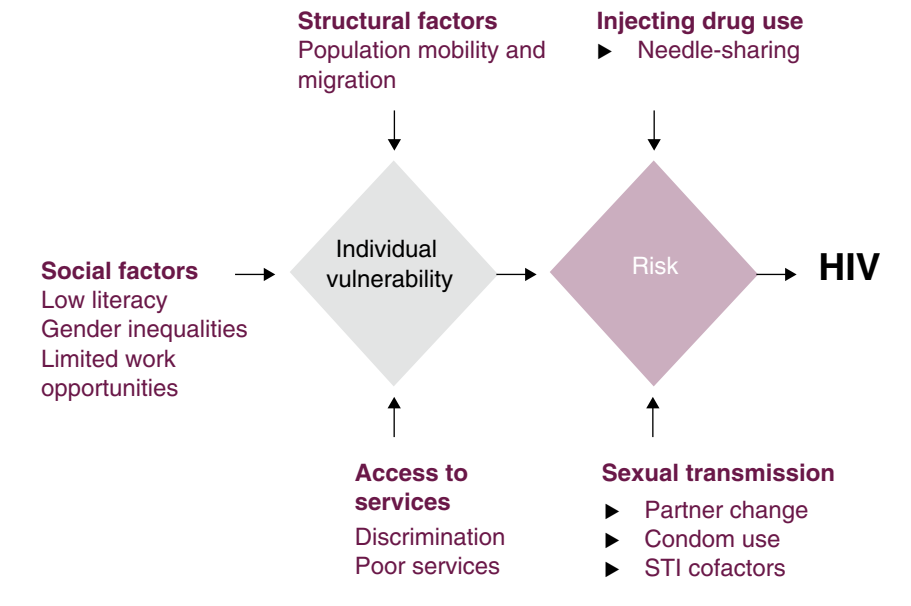 Structural factors
Population mobility and
migration
Injecting drug use
Needle-sharing
Individual
vulnerability
Risk
HIV
Social factors
Low literacy
Gender inequalities
Limited work
opportunities
Access to
services
Discrimination
Poor services
Sexual transmission
Partner change
Condom use
STI cofactors